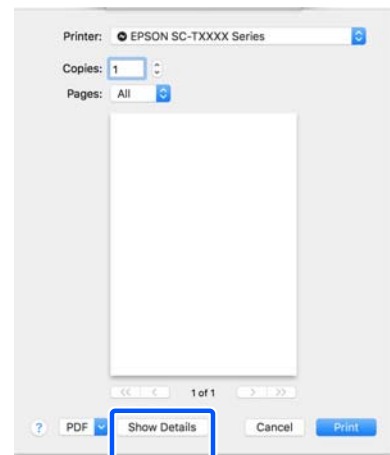 Printer: EPSON SC-TXXXX Series
Copies: 1
Pages: All
<< < 1 of 1 > >>
? PDF Show Details Cancel Print